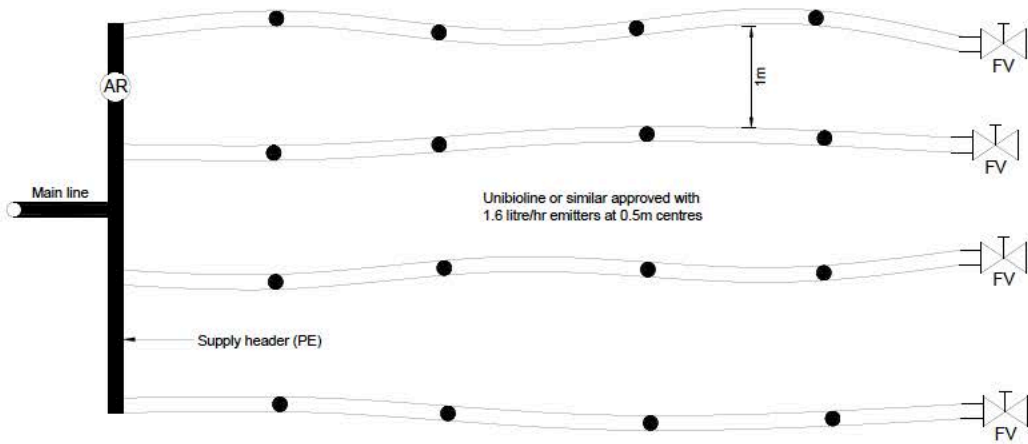 FV
AR
1m
FV
Main line
Unibioline or similar approved with
1.6 litre/hr emitters at 0.5m centres
FV
Supply header (PE)
FV